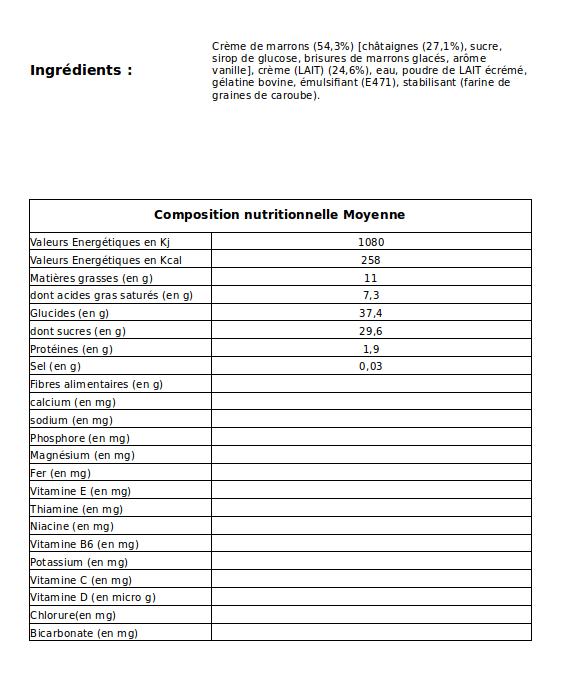 Crème de marrons (54,3%) [châtaignes (27,1%), sucre,
sirop de glucose, brisures de marrons glacés, arôme
Ingrédients :
vanille], crème (LAIT) (24,6%), eau, poudre de LAIT écrémé,
gélatine bovine, émulsifiant (E471), stabilisant (farine de
graines de caroube).
Composition nutritionnelle Moyenne
Valeurs Energétiques en Kj 1080
Valeurs Energétiques en Kcal 258
Matières grasses (en g) 11
dont acides gras saturés (en g) 7,3
Glucides (en g) 37,4
dont sucres (en g) 29,6
Protéines (en g) 1,9
Sel (en g) 0,03
Fibres alimentaires (en g)
calcium (en mg)
sodium (en mg)
Phosphore (en mg)
Magnésium (en mg)
Fer (en mg)
Vitamine E (en mg)
Thiamine (en mg)
Niacine (en mg)
Vitamine B6 (en mg)
Potassium (en mg)
Vitamine C (en mg)
Vitamine D (en micro g)
Chlorure(en mg)
Bicarbonate (en mg)